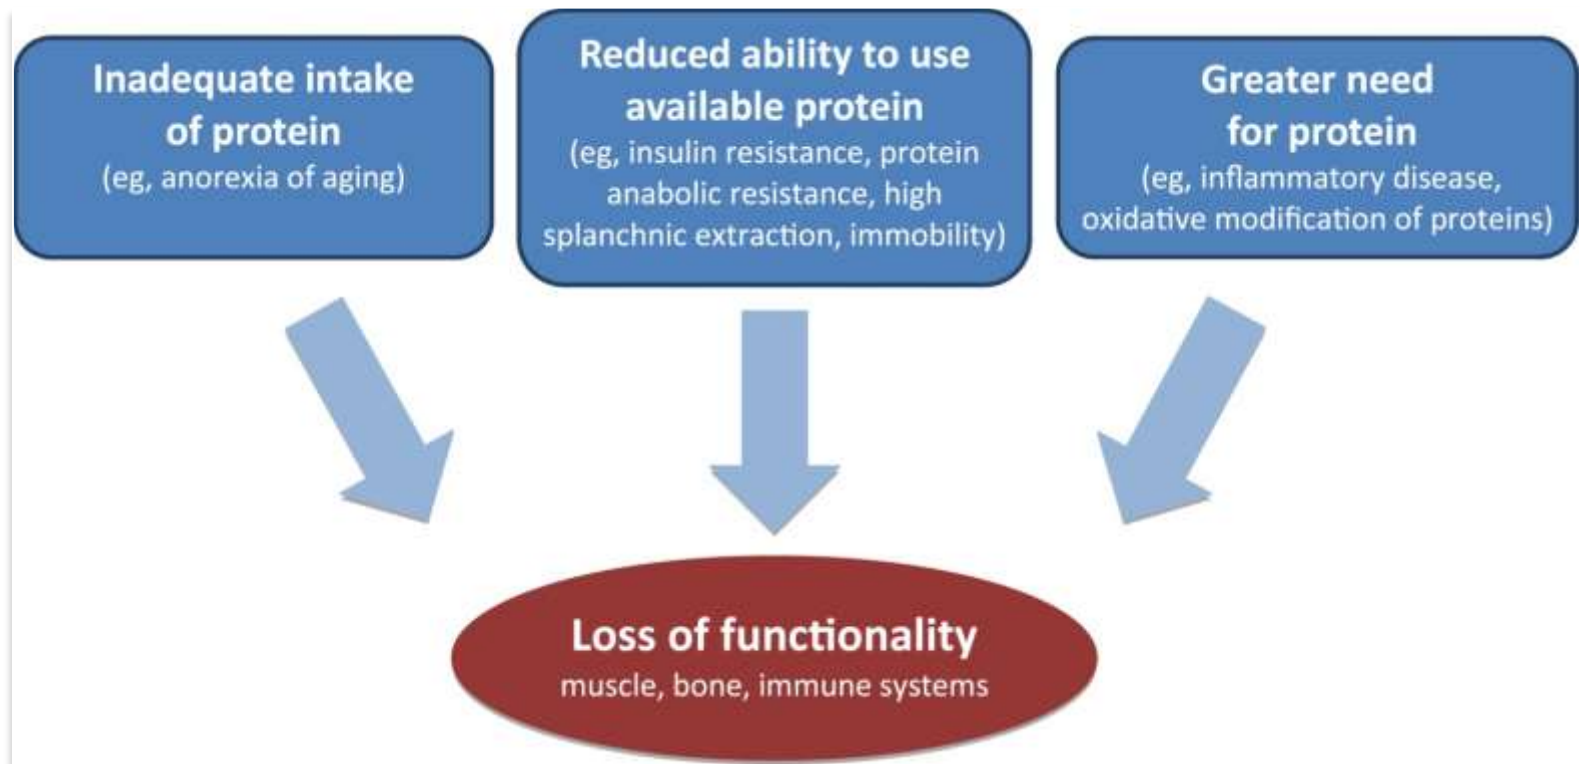 Inadequate intake
of protein
(eg, anorexia of aging)
Reduced ability to use
available protein
(eg, insulin resistance, protein
anabolic resistance, high
splanchnic extraction, immobility)
Greater need
for protein
(eg, inflammatory disease,
oxidative modification of proteins)
Loss of functionality
muscle, bone, immune systems